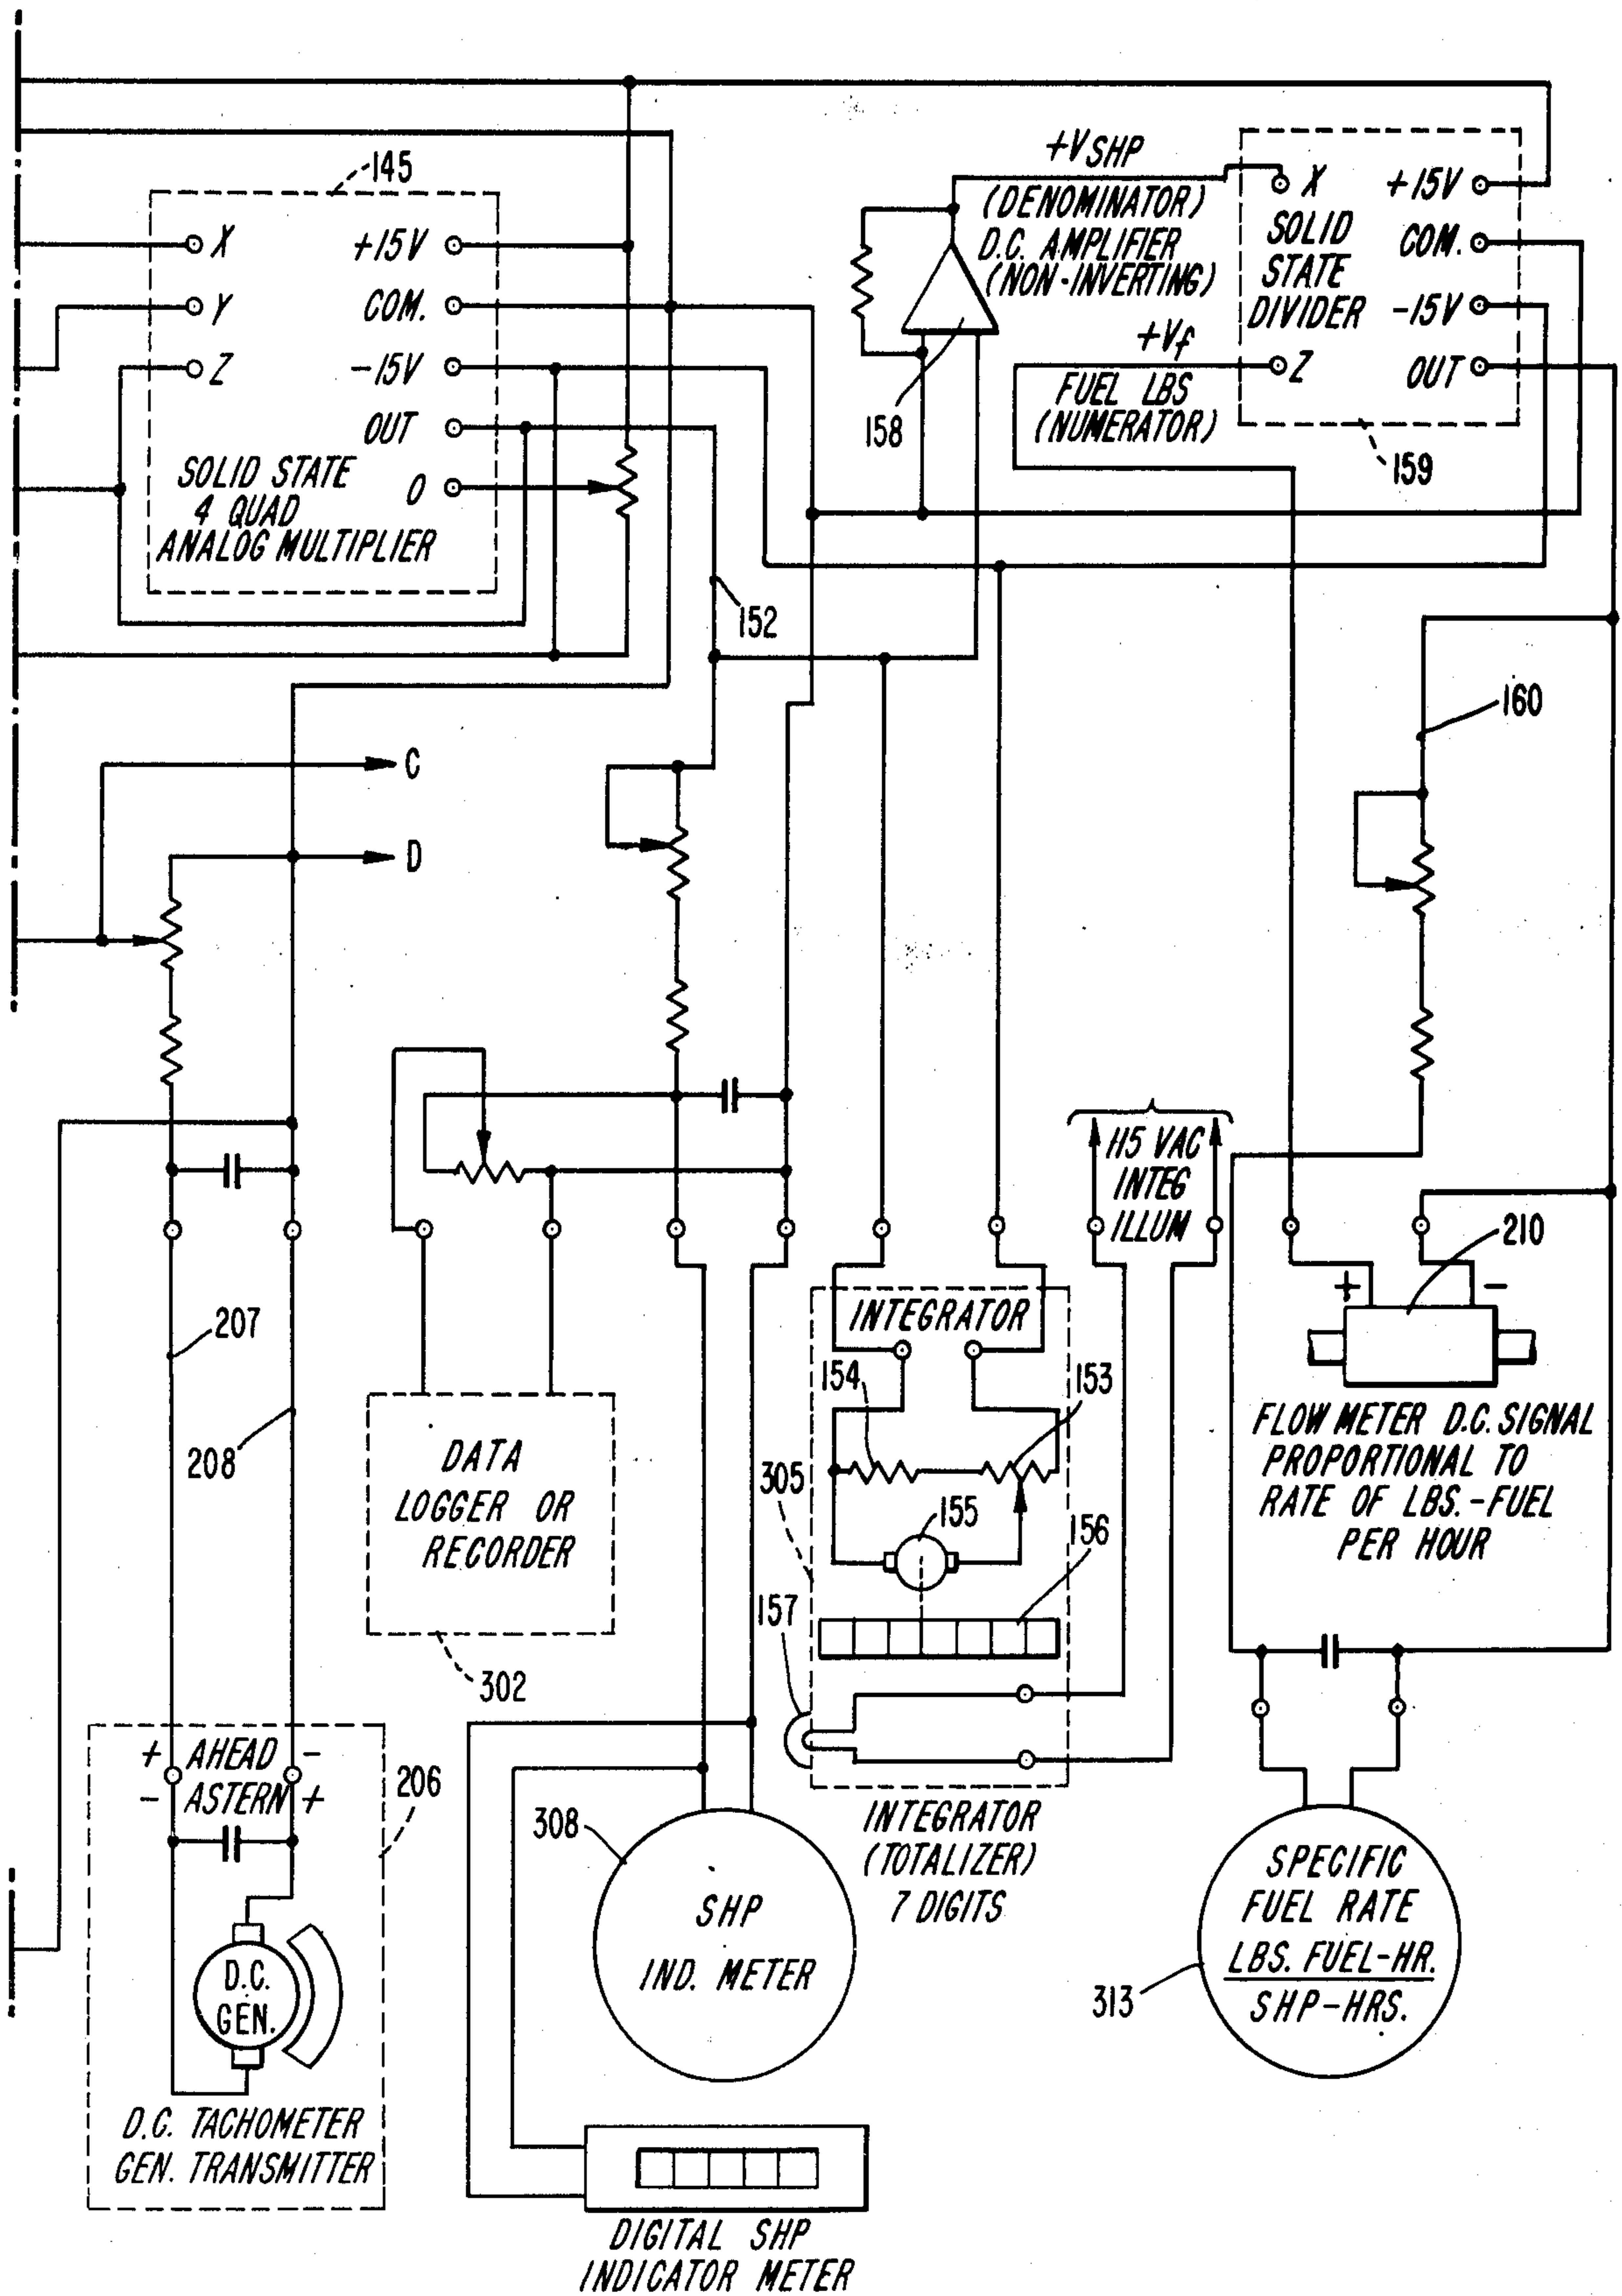 145
X
+15V
Y
COM.
Z
-15V
OUT
O
SOLID STATE
4 QUAD
ANALOG MULTIPLIER
152
+VSHP
(DENOMINATOR)
D.C. AMPLIFIER
(NON-INVERTING)
158
+Vf
FUEL LBS
(NUMERATOR)
X
+15V
SOLID
STATE
DIVIDER
COM.
-15V
Z
OUT
159
160
C
D
H5 VAC
INTEG
ILLUM
207
208
DATA
LOGGER OR
RECORDER
302
INTEGRATOR
154
153
305
155
156
157
INTEGRATOR
(TOTALIZER)
7 DIGITS
210
+
-
FLOW METER D.C. SIGNAL
PROPORTIONAL TO
RATE OF LBS.-FUEL
PER HOUR
+ AHEAD -
- ASTERN +
206
D.C.
GEN.
D.C. TACHOMETER
GEN. TRANSMITTER
308
SHP
IND. METER
DIGITAL SHP
INDICATOR METER
SPECIFIC
FUEL RATE
LBS. FUEL-HR.
SHP-HRS.
313